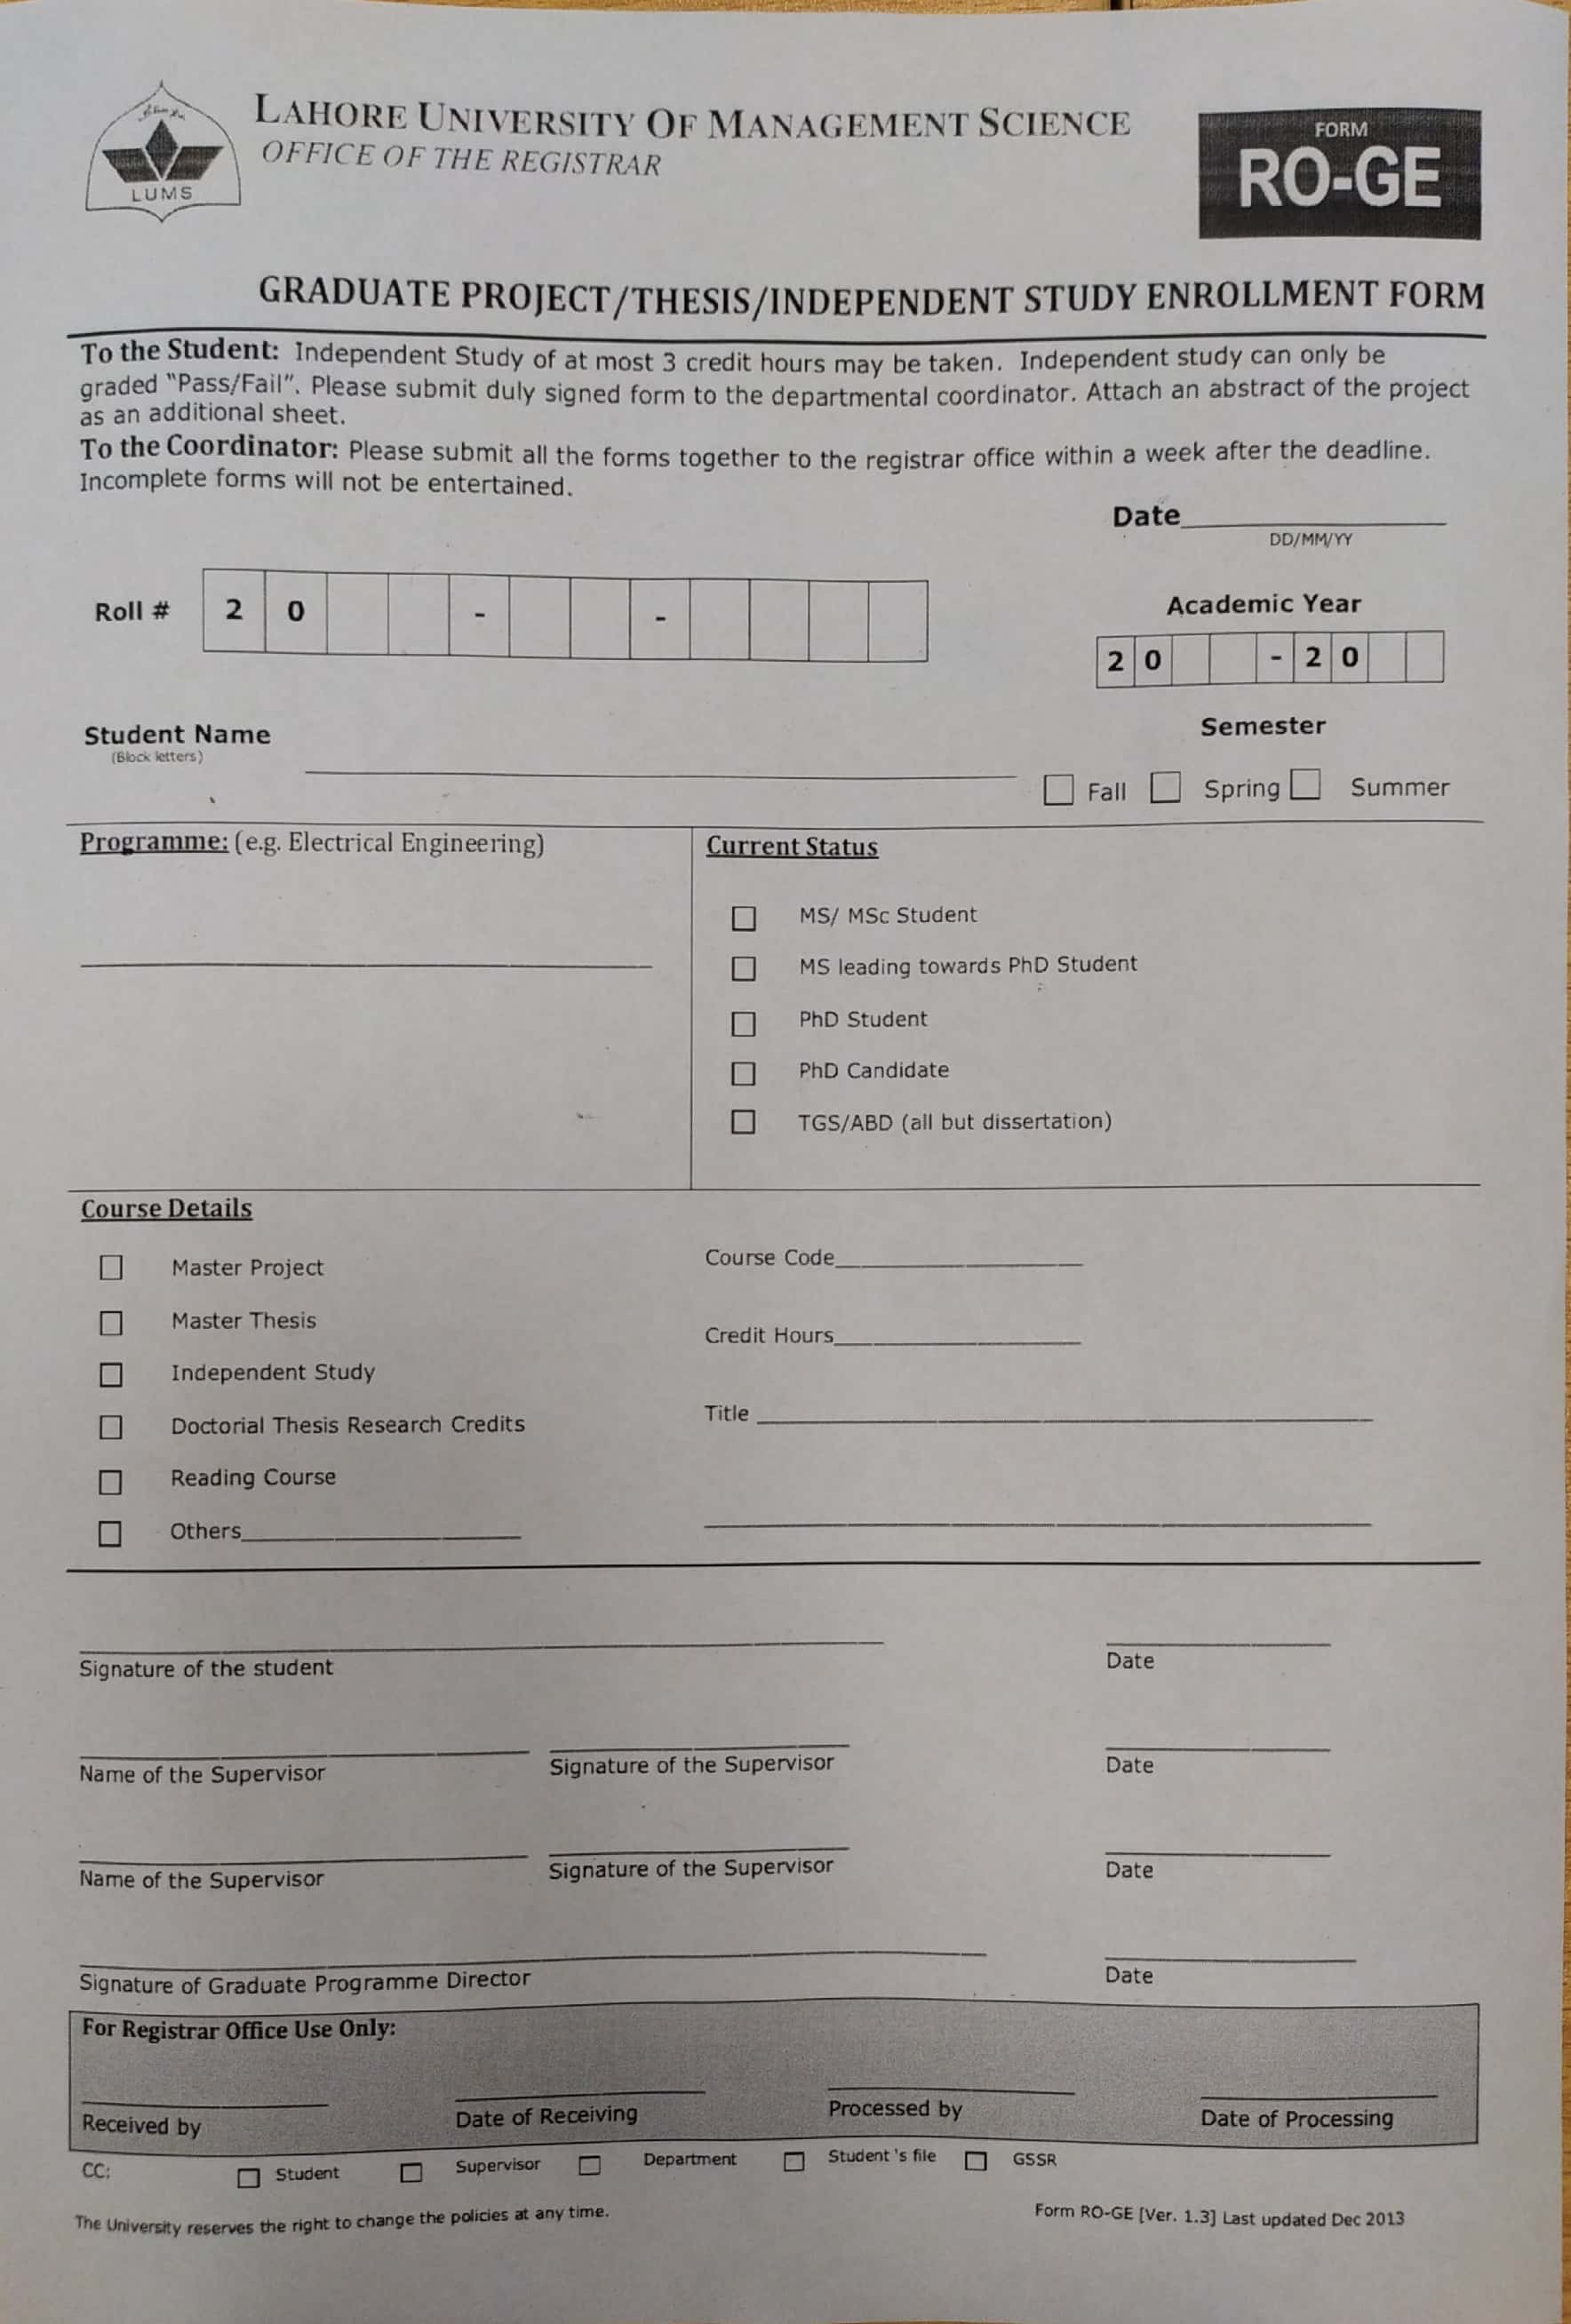 LUMS
LAHORE UNIVERSITY OF MANAGEMENT SCIENCE
OFFICE OF THE REGISTRAR
FORM
RO-GE
GRADUATE PROJECT/THESIS/INDEPENDENT STUDY ENROLLMENT FORM
To the Student: Independent Study of at most 3 credit hours may be taken. Independent study can only be
graded "Pass/Fail". Please submit duly signed form to the departmental coordinator. Attach an abstract of the project
as an additional sheet.
To the Coordinator: Please submit all the forms together to the registrar office within a week after the deadline.
Incomplete forms will not be entertained.
Date
DD/MM/YY
Roll # 2 0 - -
Academic Year
2 0 - 2 0
Student Name
(Block letters)
Semester
Fall Spring Summer
Programme: (e.g. Electrical Engineering)
Current Status
MS/ MSc Student
MS leading towards PhD Student
PhD Student
PhD Candidate
TGS/ABD (all but dissertation)
Course Details
Master Project
Master Thesis
Independent Study
Doctorial Thesis Research Credits
Reading Course
Others
Course Code
Credit Hours
Title
Signature of the student Date
Name of the Supervisor Signature of the Supervisor Date
Name of the Supervisor Signature of the Supervisor Date
Signature of Graduate Programme Director Date
For Registrar Office Use Only:
Received by Date of Receiving Processed by Date of Processing
CC: Student Supervisor Department Student 's file GSSR
The University reserves the right to change the policies at any time. Form RO-GE [Ver. 1.3] Last updated Dec 2013